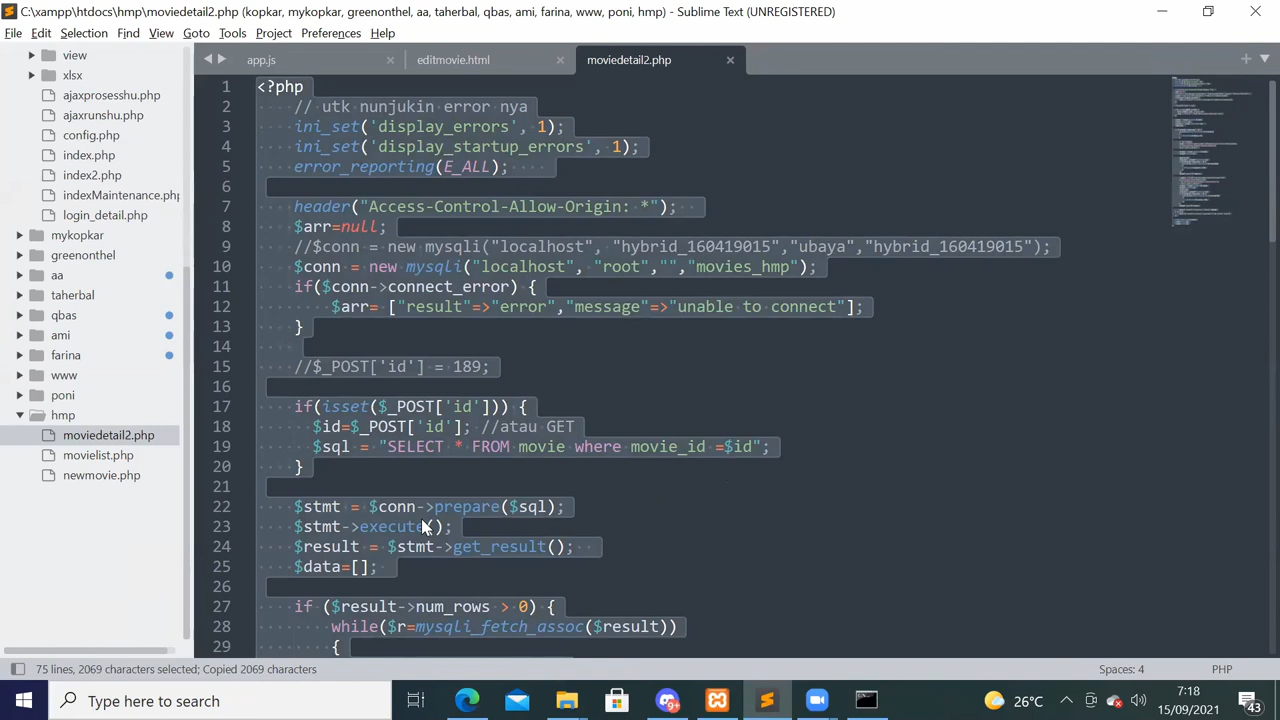 C:\xampp\htdocs\hmp\moviedetail2.php (kopkar, mykopkar, greenonthel, aa, taherbal, qbas, ami, farina, www, poni, hmp) - Sublime Text (UNREGISTERED)
File Edit Selection Find View Goto Tools Project Preferences Help
view
xlsx
ajaxprosesshu.php
ajaxrunshu.php
config.php
index.php
index2.php
indexMaintenance.php
login_detail.php
mykopkar
greenonthel
aa
taherbal
qbas
ami
farina
www
poni
hmp
moviedetail2.php
movielist.php
newmovie.php
app.js
editmovie.html
moviedetail2.php
1 <?php
2 // utk nunjukin error nya
3 ini_set('display_errors', 1);
4 ini_set('display_startup_errors', 1);
5 error_reporting(E_ALL);
6
7 header("Access-Control-Allow-Origin: *");
8 $arr=null;
9 //$conn = new mysqli("localhost", "hybrid_160419015","ubaya","hybrid_160419015");
10 $conn = new mysqli("localhost", "root","","movies_hmp");
11 if($conn->connect_error) {
12 $arr= ["result"=>"error","message"=>"unable to connect"];
13 }
14
15 //$_POST['id'] = 189;
16
17 if(isset($_POST['id'])) {
18 $id=$_POST['id']; //atau GET
19 $sql = "SELECT * FROM movie where movie_id =$id";
20 }
21
22 $stmt = $conn->prepare($sql);
23 $stmt->execute();
24 $result = $stmt->get_result();
25 $data=[];
26
27 if ($result->num_rows > 0) {
28 while($r=mysqli_fetch_assoc($result))
29 {
75 lines, 2069 characters selected; Copied 2069 characters
Spaces: 4
PHP
Type here to search
26°C
7:18
15/09/2021
43